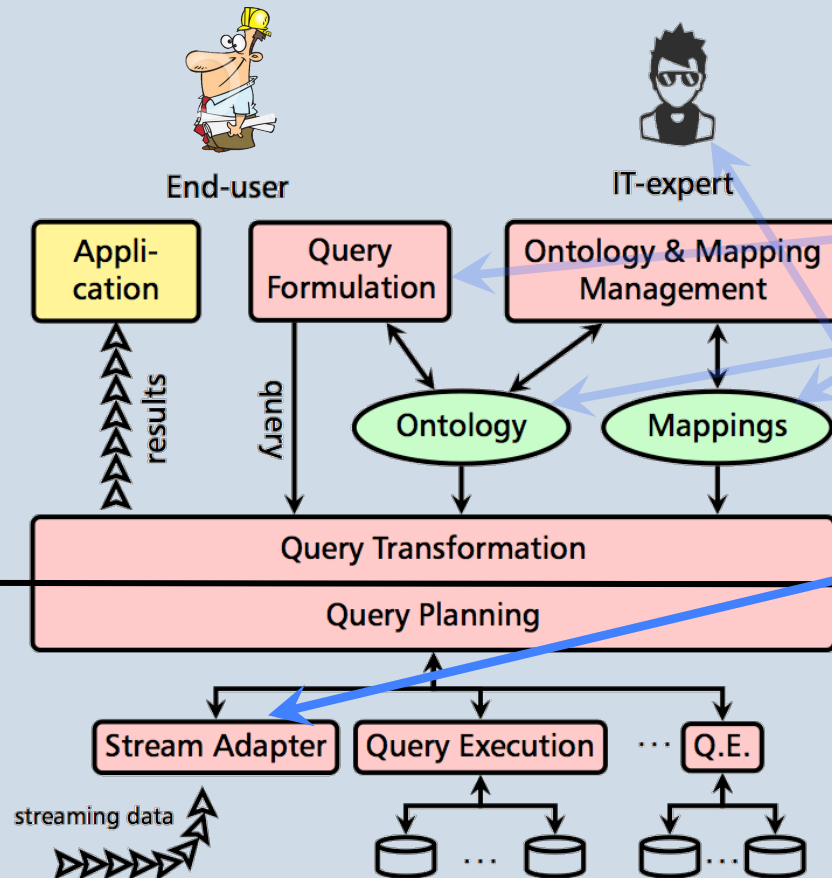 End-user
IT-expert
Appli-
cation
Query
Formulation
Ontology & Mapping
Management
results
query
Ontology
Mappings
Query Transformation
Query Planning
Stream Adapter
Query Execution
...
Q.E.
streaming data
...
...